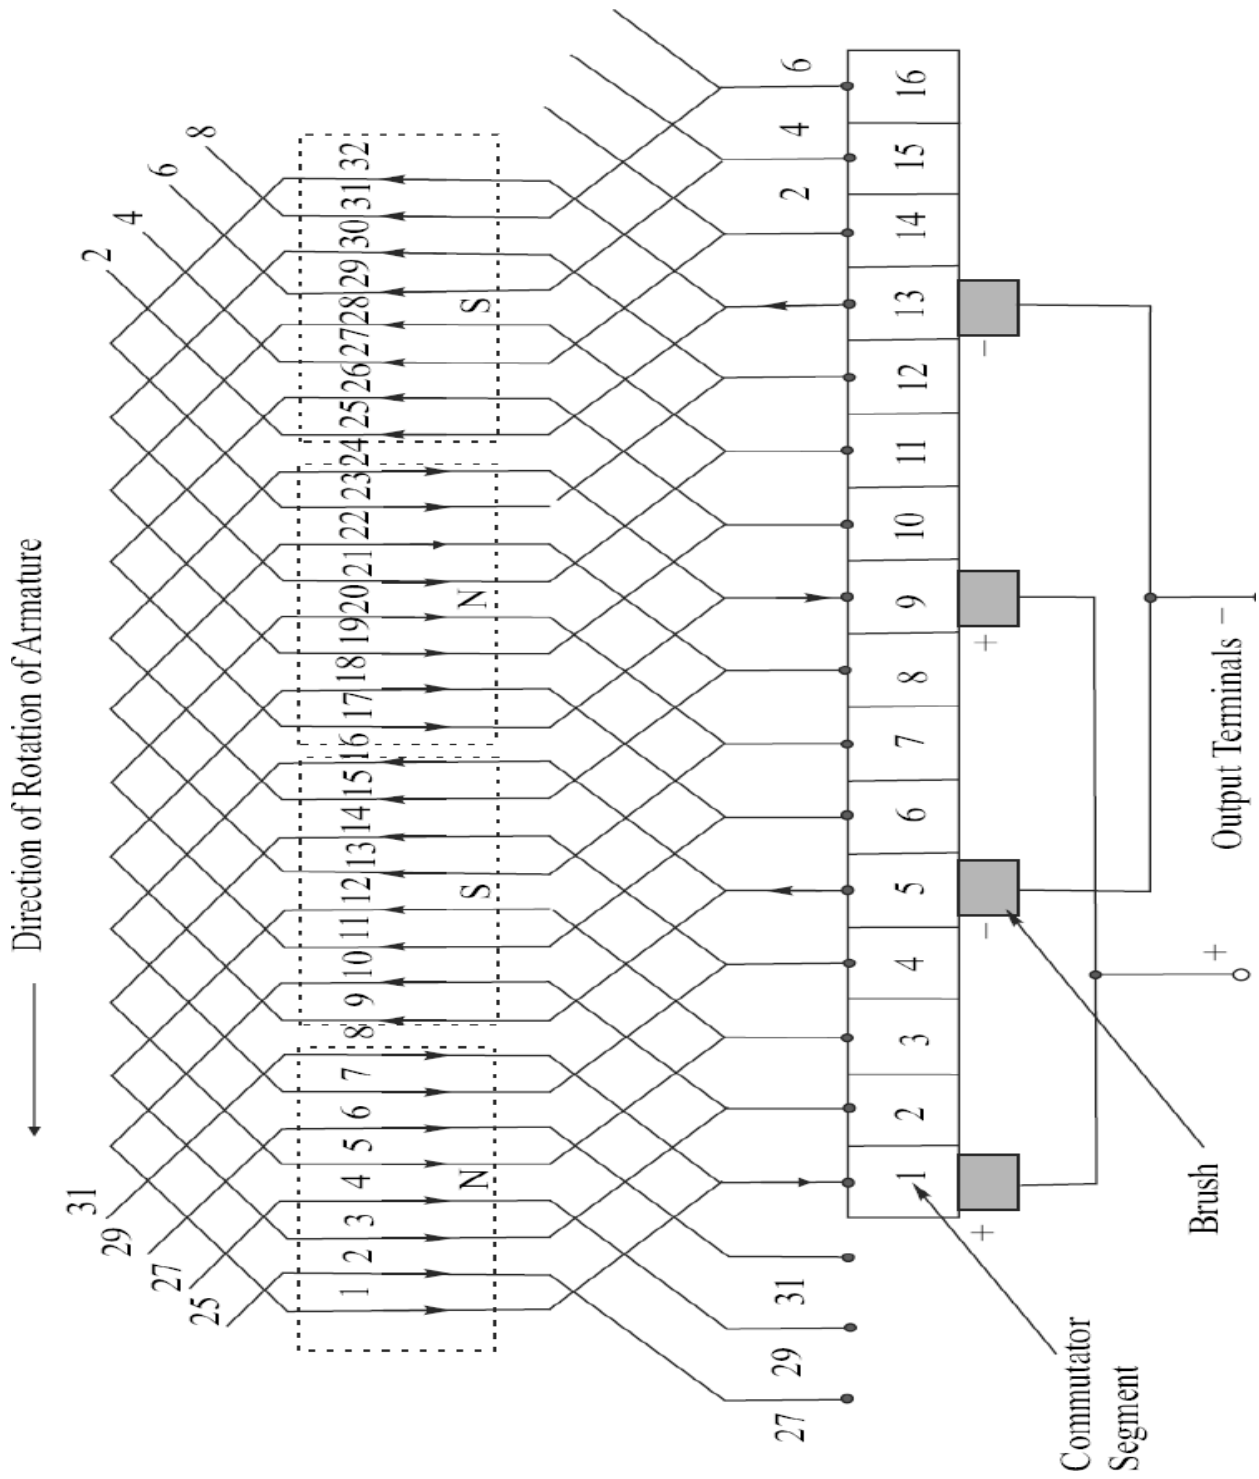 Direction of Rotation of Armature
31 29 27 25
2 4 6 8
1 2 3 4 5 6 7 8 9 10 11 12 13 14 15 16 17 18 19 20 21 22 23 24 25 26 27 28 29 30 31 32
N S N S
27 29 31
2 4 6
1 2 3 4 5 6 7 8 9 10 11 12 13 14 15 16
+ − + −
Commutator
Segment
Brush
+ Output Terminals −